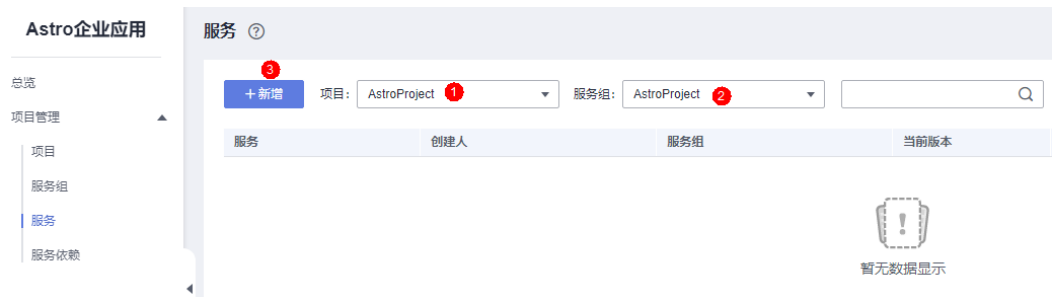 Astro企业应用
总览
项目管理
项目
服务组
服务
服务依赖
服务 ?
3
+新增 项目: AstroProject 1 服务组: AstroProject 2
服务 创建人 服务组 当前版本
!
暂无数据显示